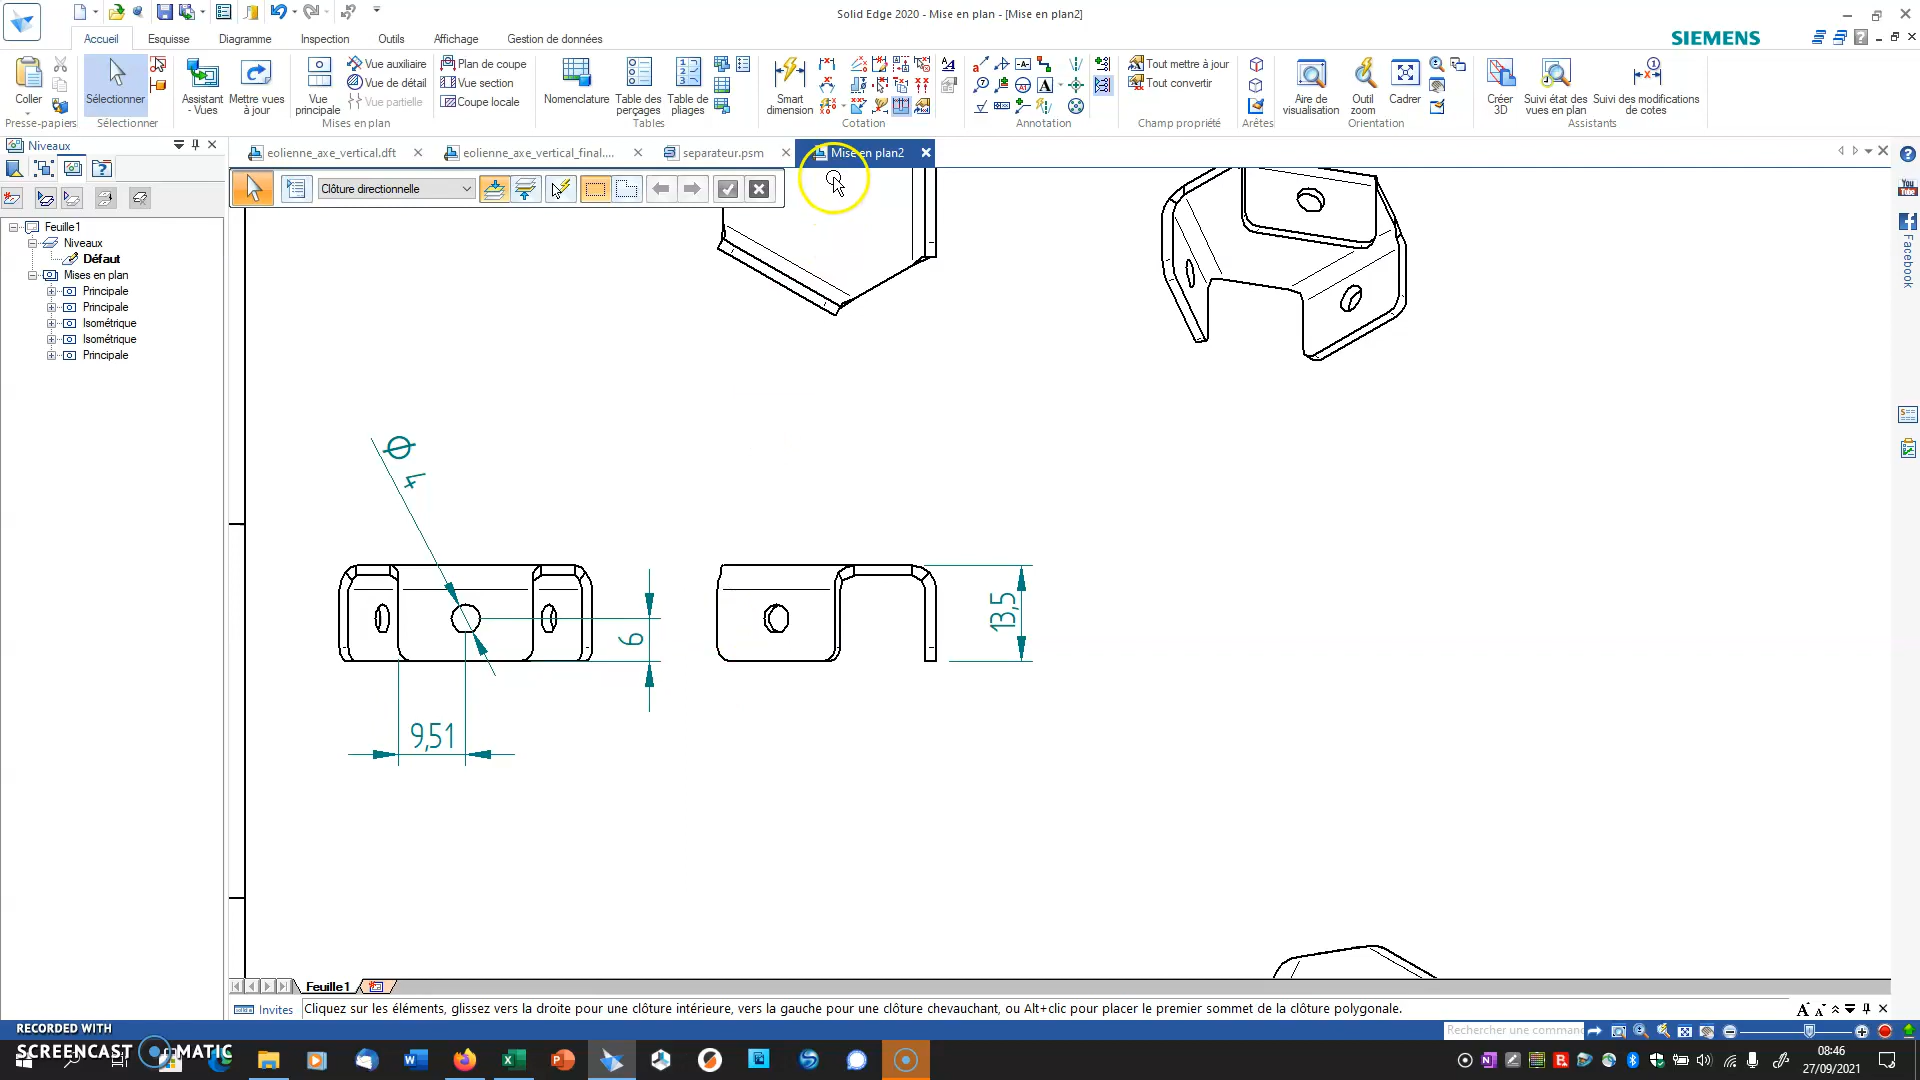 Solid Edge 2020 - Mise en plan - [Mise en plan2]
Accueil
Esquisse
Diagramme
Inspection
Outils
Affichage
Gestion de données
SIEMENS
Coller
Presse-papiers
Sélectionner
Sélectionner
Assistant - Vues
Mettre vues à jour
Vue principale
Vue auxiliaire
Vue de détail
Vue partielle
Plan de coupe
Vue section
Coupe locale
Mises en plan
Nomenclature
Table des perçages
Table de pliages
Tables
Smart dimension
Cotation
Annotation
Tout mettre à jour
Tout convertir
Champ propriété
Arêtes
Aire de visualisation
Outil zoom
Cadrer
Orientation
Créer 3D
Suivi état des vues en plan
Suivi des modifications de cotes
Assistants
Niveaux
eolienne_axe_vertical.dft
eolienne_axe_vertical_final....
separateur.psm
Mise en plan2
Clôture directionnelle
You Tube
Facebook
Feuille1
Niveaux
Défaut
Mises en plan
Principale
Principale
Isométrique
Isométrique
Principale
Ø 4
6
9,51
13,5
Feuille1
Invites
Cliquez sur les éléments, glissez vers la droite pour une clôture intérieure, vers la gauche pour une clôture chevauchant, ou Alt+clic pour placer le premier sommet de la clôture polygonale.
Rechercher une command
RECORDED WITH
SCREENCAST MATIC
08:46
27/09/2021